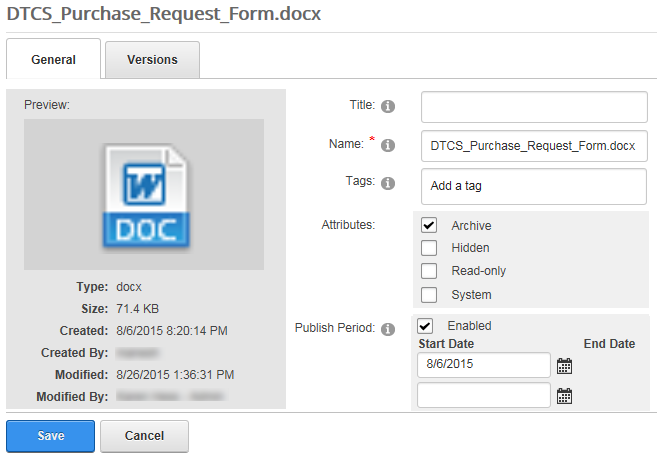 DTCS_Purchase_Request_Form.docx
General
Versions
Preview:
DOC
Type: docx
Size: 71.4 KB
Created: 8/6/2015 8:20:14 PM
Created By:
Modified: 8/26/2015 1:36:31 PM
Modified By:
Title:
Name: * DTCS_Purchase_Request_Form.docx
Tags: Add a tag
Attributes:
Archive
Hidden
Read-only
System
Publish Period: Enabled
Start Date End Date
8/6/2015
Save
Cancel